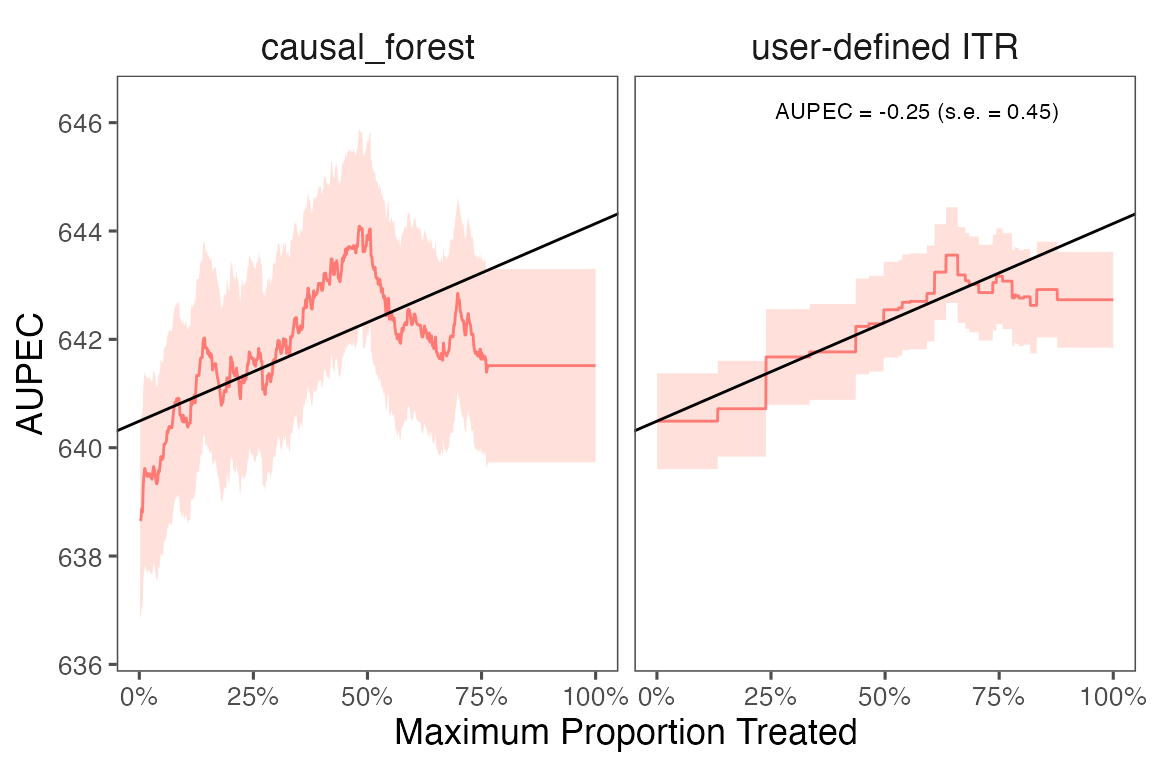 causal_forest
user-defined ITR
AUPEC = -0.25 (s.e. = 0.45)
646
644
642
640
638
636
AUPEC
0% 25% 50% 75% 100% 0% 25% 50% 75% 100%
Maximum Proportion Treated